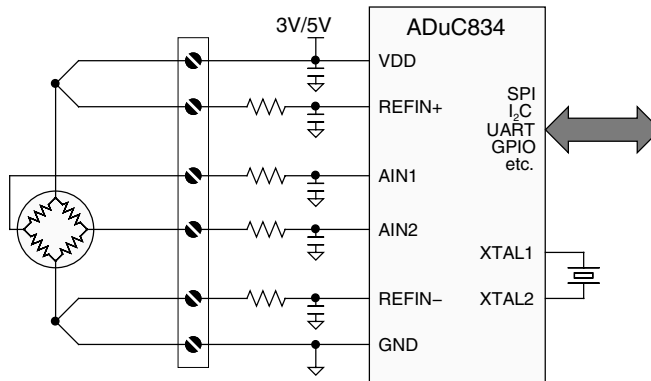 3V/5V
ADuC834
VDD
REFIN+
AIN1
AIN2
REFIN−
GND
SPI
I2C
UART
GPIO
etc.
XTAL1
XTAL2